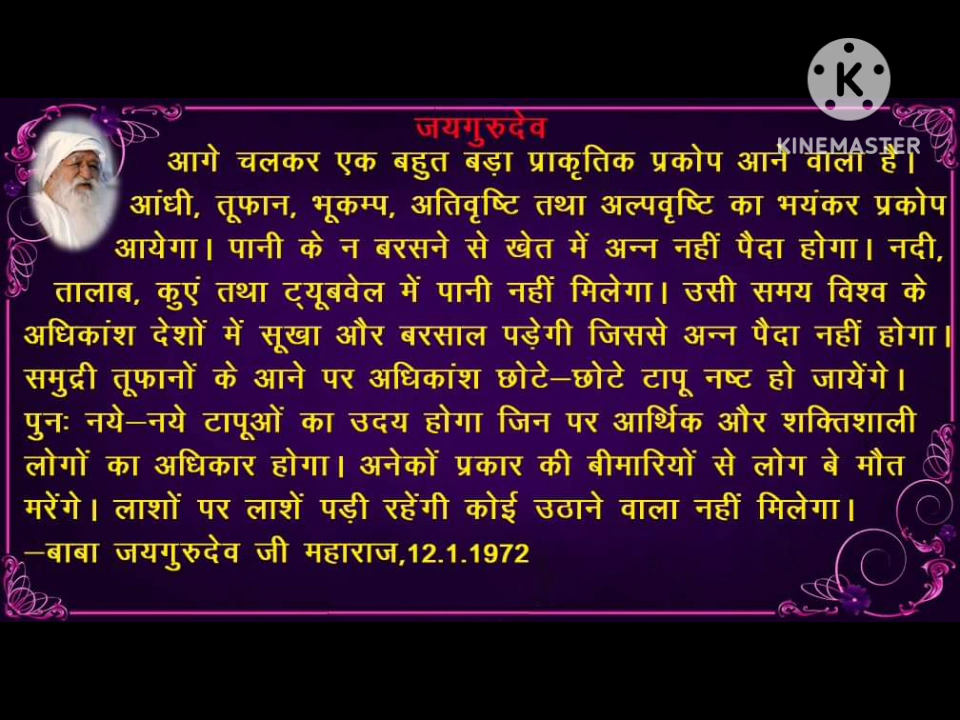 जयगुरुदेव
KINEMASTER
आगे चलकर एक बहुत बड़ा प्राकृतिक प्रकोप आने वाला है।
आंधी, तूफान, भूकम्प, अतिवृष्टि तथा अल्पवृष्टि का भयंकर प्रकोप
आयेगा। पानी के न बरसने से खेत में अन्न नहीं पैदा होगा। नदी,
तालाब, कुएं तथा ट्यूबवेल में पानी नहीं मिलेगा। उसी समय विश्व के
अधिकांश देशों में सूखा और बरसाल पड़ेगी जिससे अन्न पैदा नहीं होगा।
समुद्री तूफानों के आने पर अधिकांश छोटे–छोटे टापू नष्ट हो जायेंगे।
पुनः नये–नये टापूओं का उदय होगा जिन पर आर्थिक और शक्तिशाली
लोगों का अधिकार होगा। अनेकों प्रकार की बीमारियों से लोग बे मौत
मरेंगे। लाशों पर लाशें पड़ी रहेंगी कोई उठाने वाला नहीं मिलेगा।
–बाबा जयगुरुदेव जी महाराज,12.1.1972